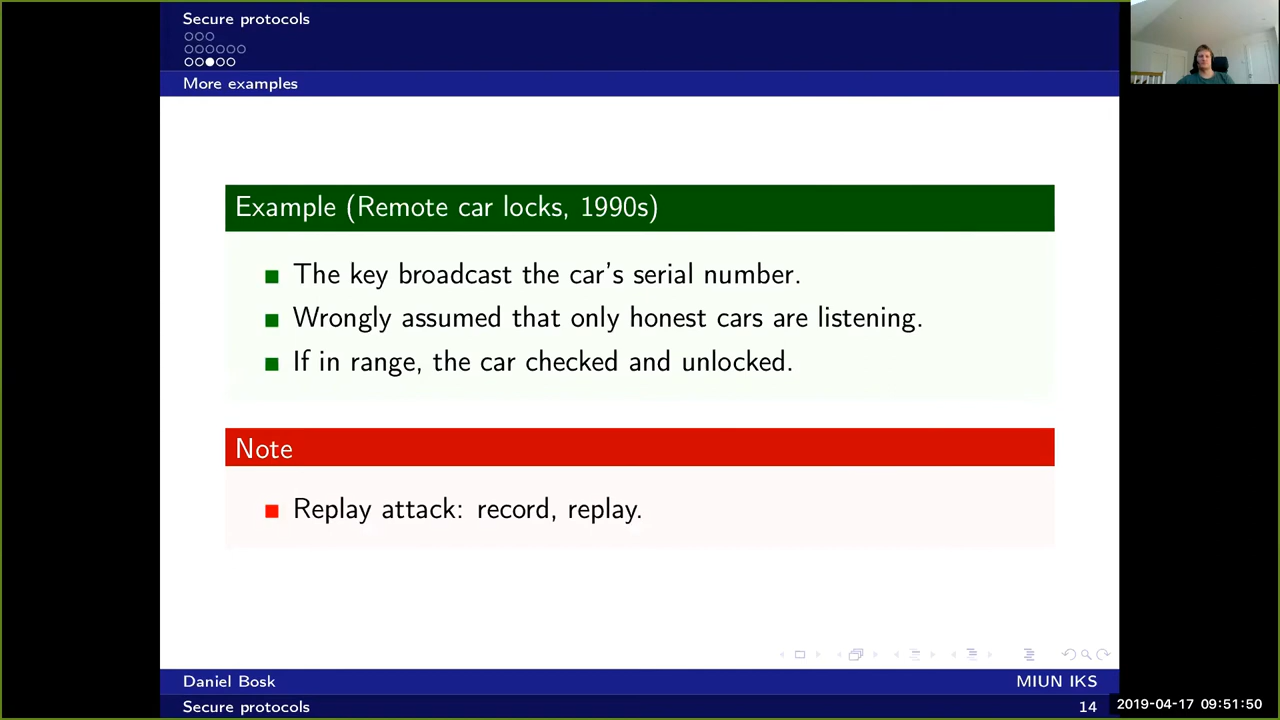 Secure protocols
More examples
Example (Remote car locks, 1990s)
The key broadcast the car's serial number.
Wrongly assumed that only honest cars are listening.
If in range, the car checked and unlocked.
Note
Replay attack: record, replay.
Daniel Bosk
MIUN IKS
Secure protocols
14
2019-04-17 09:51:50